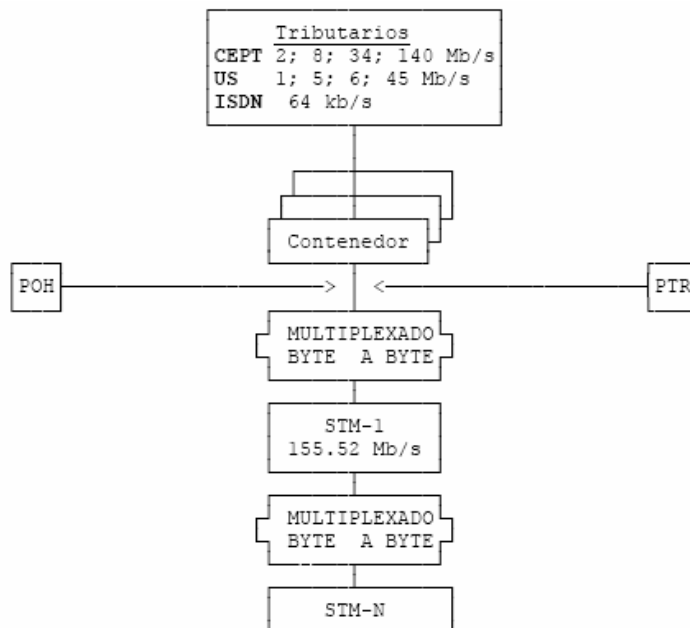 Tributarios
CEPT 2; 8; 34; 140 Mb/s
US 1; 5; 6; 45 Mb/s
ISDN 64 kb/s
Contenedor
POH > < PTR
MULTIPLEXADO
BYTE A BYTE
STM-1
155.52 Mb/s
MULTIPLEXADO
BYTE A BYTE
STM-N